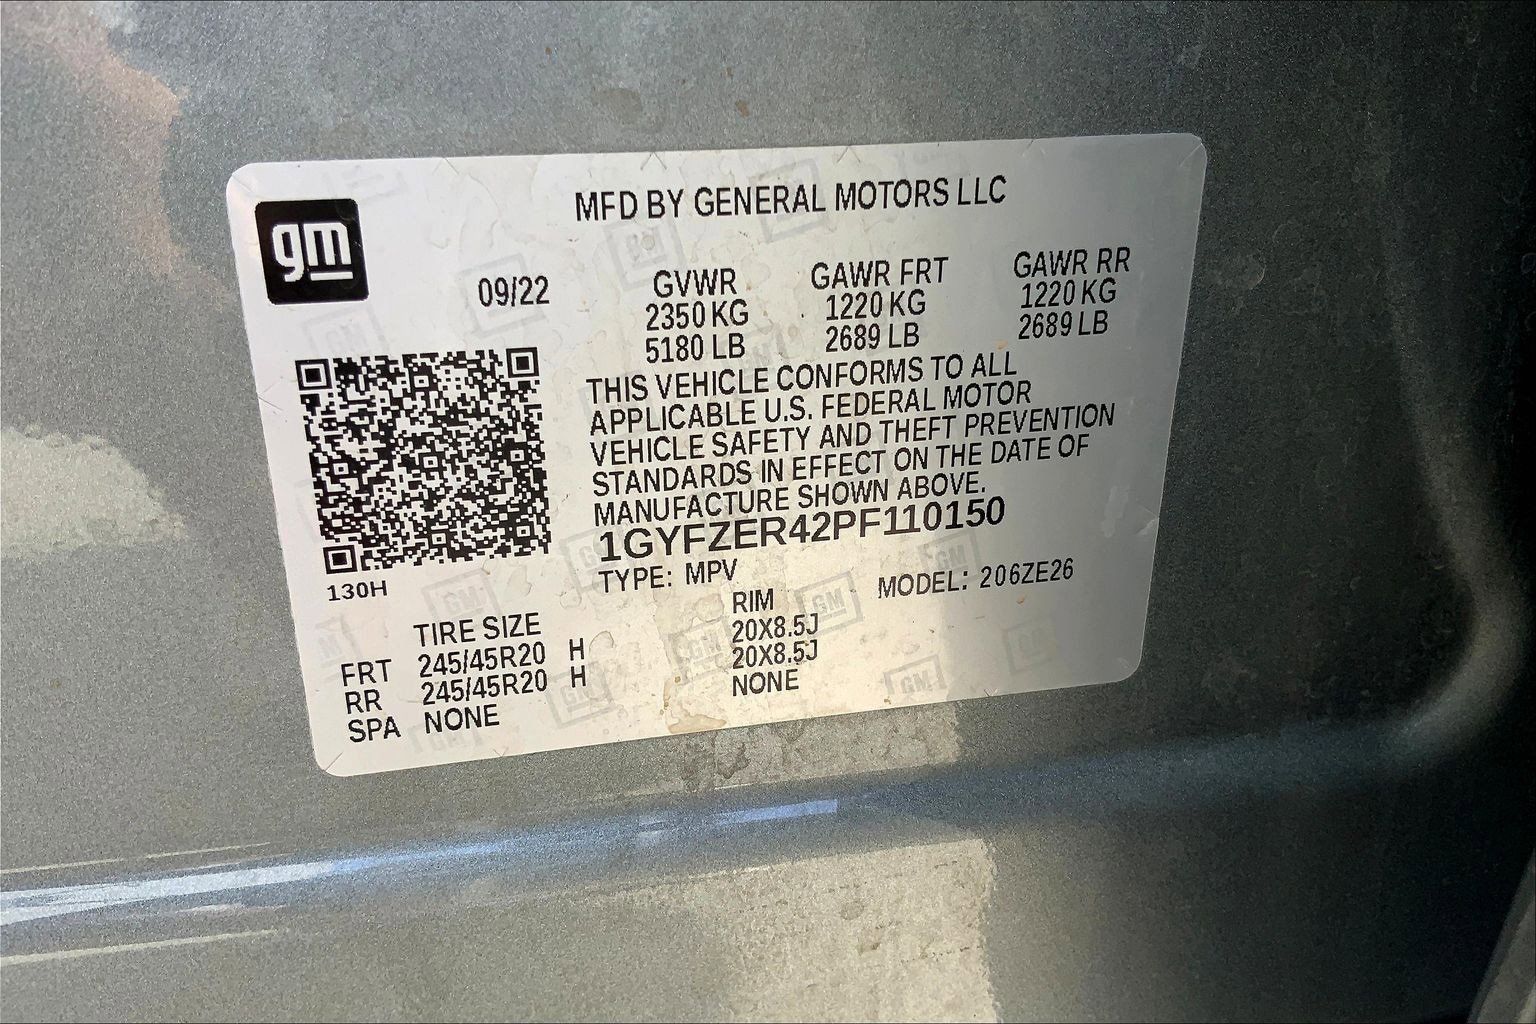 gm
MFD BY GENERAL MOTORS LLC
09/22
GVWR GAWR FRT GAWR RR
2350 KG 1220 KG 1220 KG
5180 LB 2689 LB 2689 LB
THIS VEHICLE CONFORMS TO ALL
APPLICABLE U.S. FEDERAL MOTOR
VEHICLE SAFETY AND THEFT PREVENTION
STANDARDS IN EFFECT ON THE DATE OF
MANUFACTURE SHOWN ABOVE.
1GYFZER42PF110150
TYPE: MPV MODEL: 206ZE26
130H
TIRE SIZE RIM
FRT 245/45R20 H 20X8.5J
RR 245/45R20 H 20X8.5J
SPA NONE NONE